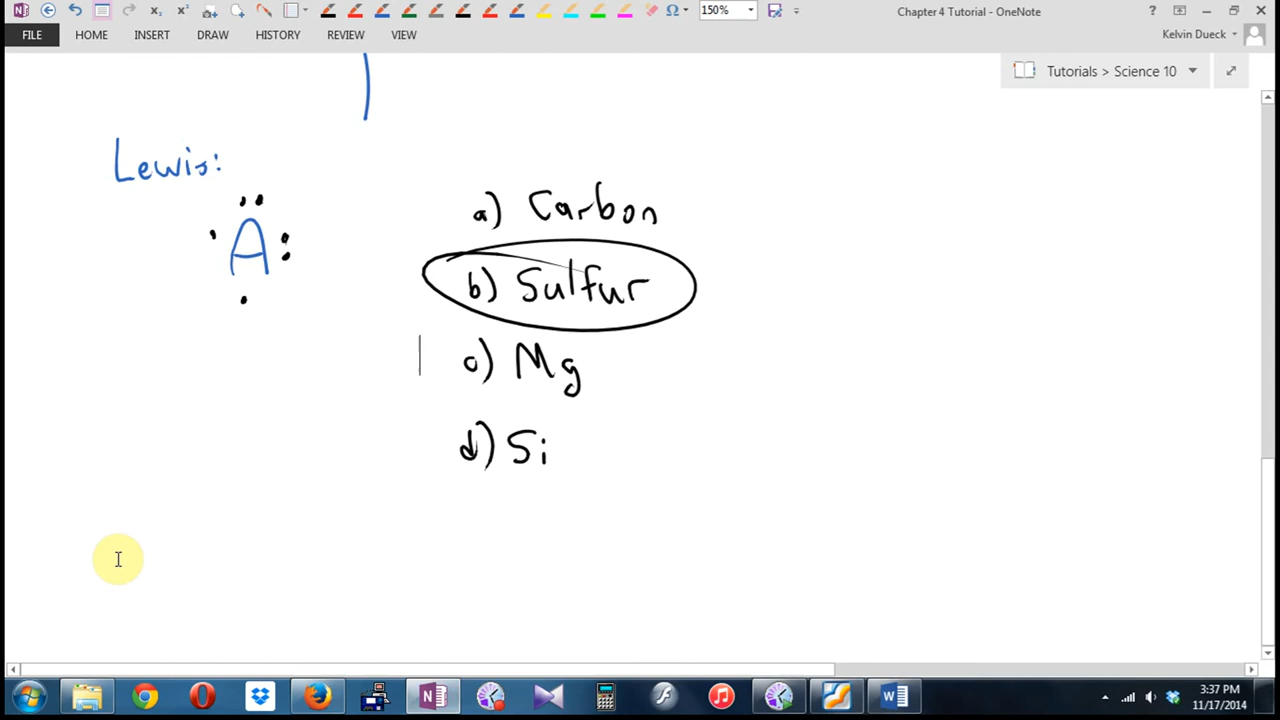 150%
Chapter 4 Tutorial - OneNote
FILE HOME INSERT DRAW HISTORY REVIEW VIEW
Kelvin Dueck
Tutorials > Science 10
Lewis:
A
a) Carbon
b) Sulfur
c) Mg
d) Si
3:37 PM
11/17/2014